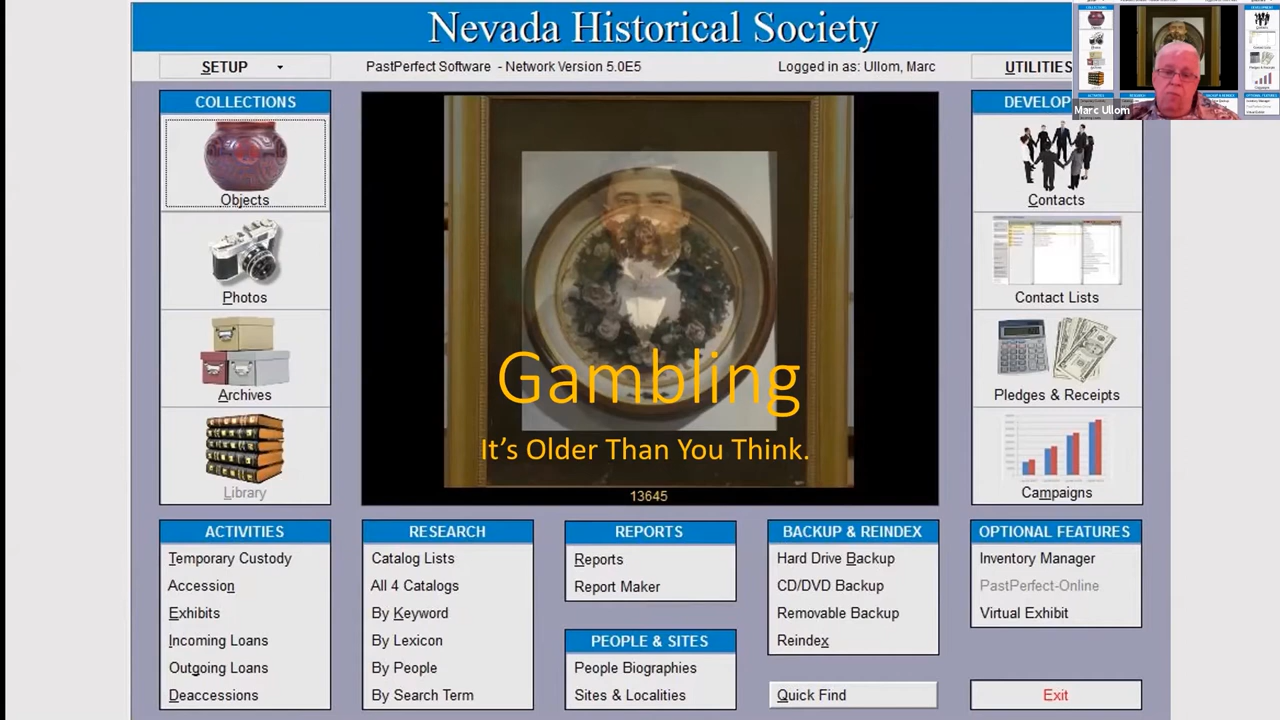 Nevada Historical Society
SETUP
PastPerfect Software - Network Version 5.0E5
Logged in as: Ullom, Marc
UTILITIES
Marc Ullom
COLLECTIONS
Objects
Photos
Archives
Library
Gambling
It's Older Than You Think.
13645
DEVELOP
Contacts
Contact Lists
Pledges & Receipts
Campaigns
ACTIVITIES
Temporary Custody
Accession
Exhibits
Incoming Loans
Outgoing Loans
Deaccessions
RESEARCH
Catalog Lists
All 4 Catalogs
By Keyword
By Lexicon
By People
By Search Term
REPORTS
Reports
Report Maker
PEOPLE & SITES
People Biographies
Sites & Localities
BACKUP & REINDEX
Hard Drive Backup
CD/DVD Backup
Removable Backup
Reindex
Quick Find
OPTIONAL FEATURES
Inventory Manager
PastPerfect-Online
Virtual Exhibit
Exit